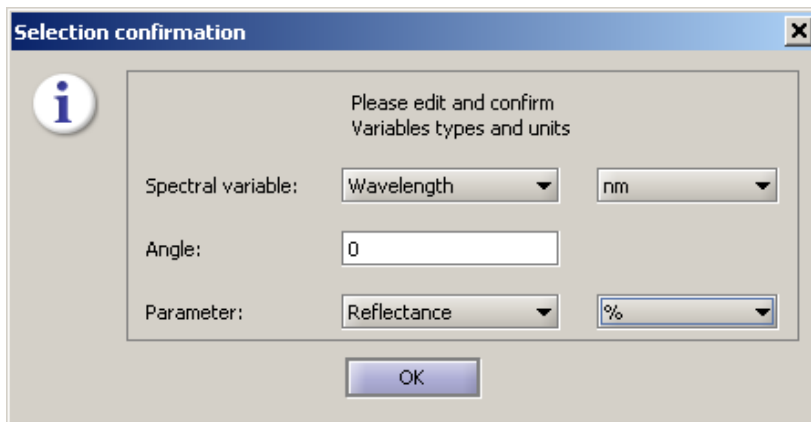 Selection confirmation
Please edit and confirm
Variables types and units
Spectral variable: Wavelength nm
Angle: 0
Parameter: Reflectance %
OK